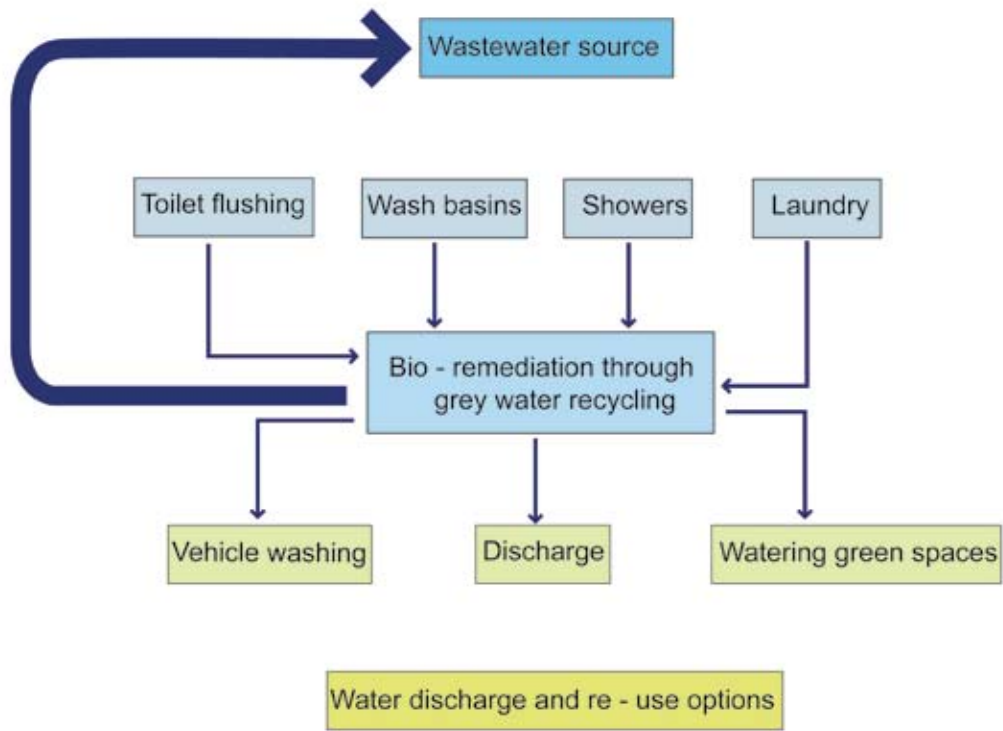 Wastewater source
Toilet flushing
Wash basins
Showers
Laundry
Bio - remediation through
grey water recycling
Vehicle washing
Discharge
Watering green spaces
Water discharge and re - use options